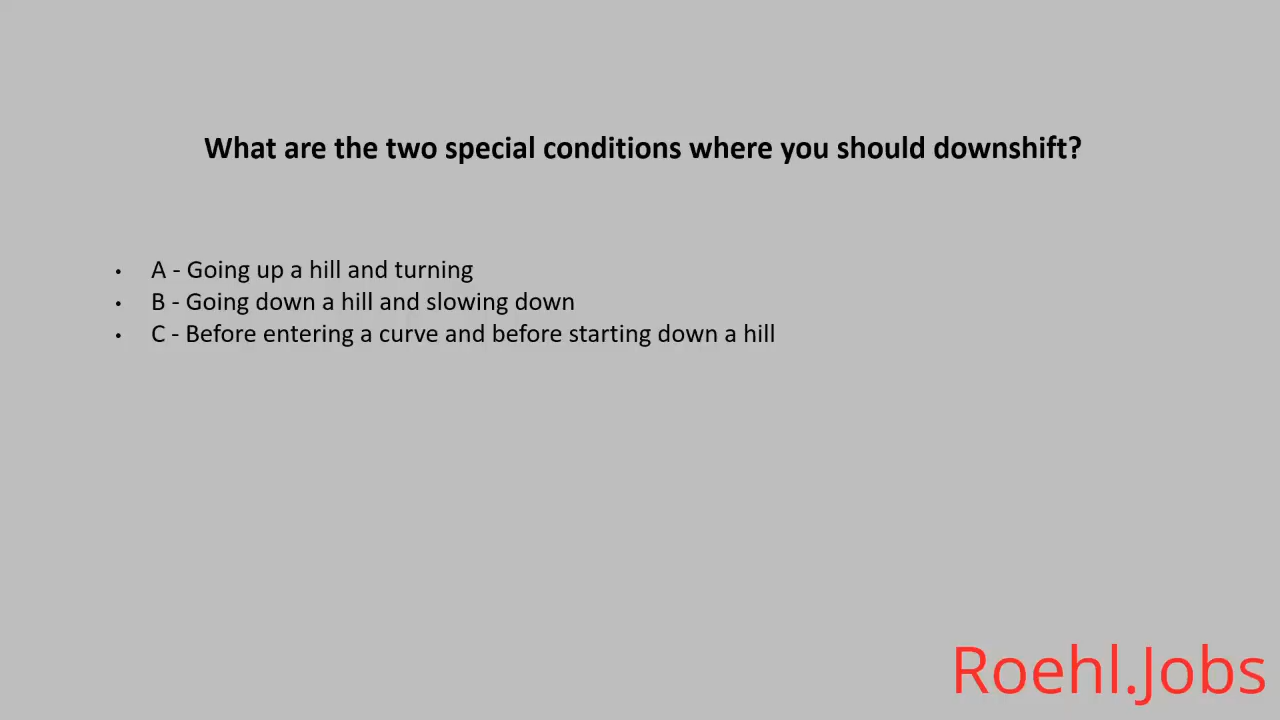 What are the two special conditions where you should downshift?
• A - Going up a hill and turning
• B - Going down a hill and slowing down
• C - Before entering a curve and before starting down a hill
Roehl.Jobs